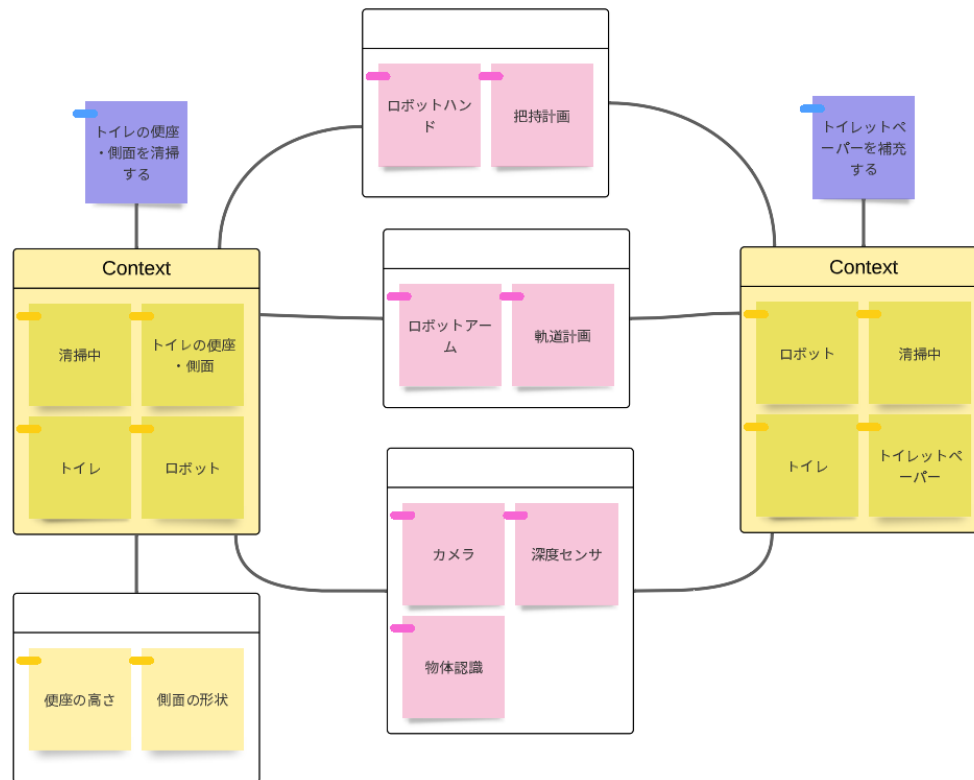 ロボットハン
ド
把持計画
トイレの便座
・側面を清掃
する
トイレットペ
ーパーを補充
する
Context
清掃中
トイレの便座
・側面
トイレ
ロボット
ロボットアー
ム
軌道計画
Context
ロボット
清掃中
トイレ
トイレットペ
ーパー
カメラ
深度センサ
物体認識
便座の高さ
側面の形状